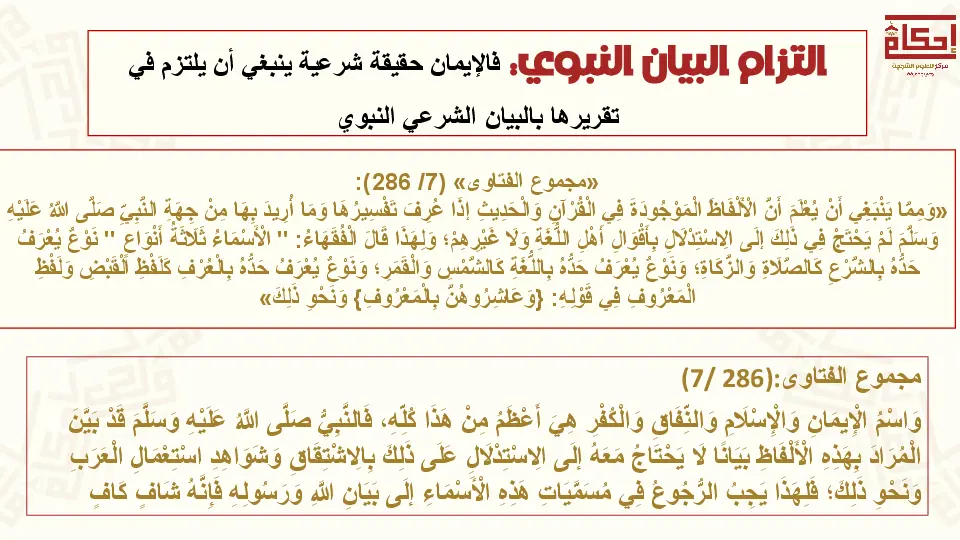 إحكام
مركز للعلوم الشرعية
التزام البيان النبوي: فالإيمان حقيقة شرعية ينبغي أن يلتزم في
تقريرها بالبيان الشرعي النبوي
«مجموع الفتاوى» (7/ 286):
«وَمِمَّا يَنْبَغِي أَنْ يُعْلَمَ أَنَّ الْأَلْفَاظَ الْمَوْجُودَةَ فِي الْقُرْآنِ وَالْحَدِيثِ إذَا عُرِفَ تَفْسِيرُهَا وَمَا أُرِيدَ بِهَا مِنْ جِهَةِ النَّبِيِّ صَلَّى اللَّهُ عَلَيْهِ
وَسَلَّمَ لَمْ يَحْتَجْ فِي ذَلِكَ إلَى الِاسْتِدْلَالِ بِأَقْوَالِ أَهْلِ اللُّغَةِ وَلَا غَيْرِهِمْ؛ وَلِهَذَا قَالَ الْفُقَهَاءُ: " الْأَسْمَاءُ ثَلَاثَةُ أَنْوَاعٍ " نَوْعٌ يُعْرَفُ
حَدُّهُ بِالشَّرْعِ كَالصَّلَاةِ وَالزَّكَاةِ؛ وَنَوْعٌ يُعْرَفُ حَدُّهُ بِاللُّغَةِ كَالشَّمْسِ وَالْقَمَرِ؛ وَنَوْعٌ يُعْرَفُ حَدُّهُ بِالْعُرْفِ كَلَفْظِ الْقَبْضِ وَلَفْظِ
الْمَعْرُوفِ فِي قَوْلِهِ: {وَعَاشِرُوهُنَّ بِالْمَعْرُوفِ} وَنَحْوِ ذَلِكَ»
مجموع الفتاوى:(286 /7)
وَاسْمُ الْإِيمَانِ وَالْإِسْلَامِ وَالنِّفَاقِ وَالْكُفْرِ هِيَ أَعْظَمُ مِنْ هَذَا كُلِّهِ، فَالنَّبِيُّ صَلَّى اللَّهُ عَلَيْهِ وَسَلَّمَ قَدْ بَيَّنَ
الْمُرَادَ بِهَذِهِ الْأَلْفَاظِ بَيَانًا لَا يَحْتَاجُ مَعَهُ إلَى الِاسْتِدْلَالِ عَلَى ذَلِكَ بِالِاشْتِقَاقِ وَشَوَاهِدِ اسْتِعْمَالِ الْعَرَبِ
وَنَحْوِ ذَلِكَ؛ فَلِهَذَا يَجِبُ الرُّجُوعُ فِي مُسَمَّيَاتِ هَذِهِ الْأَسْمَاءِ إلَى بَيَانِ اللَّهِ وَرَسُولِهِ فَإِنَّهُ شَافٍ كَافٍ